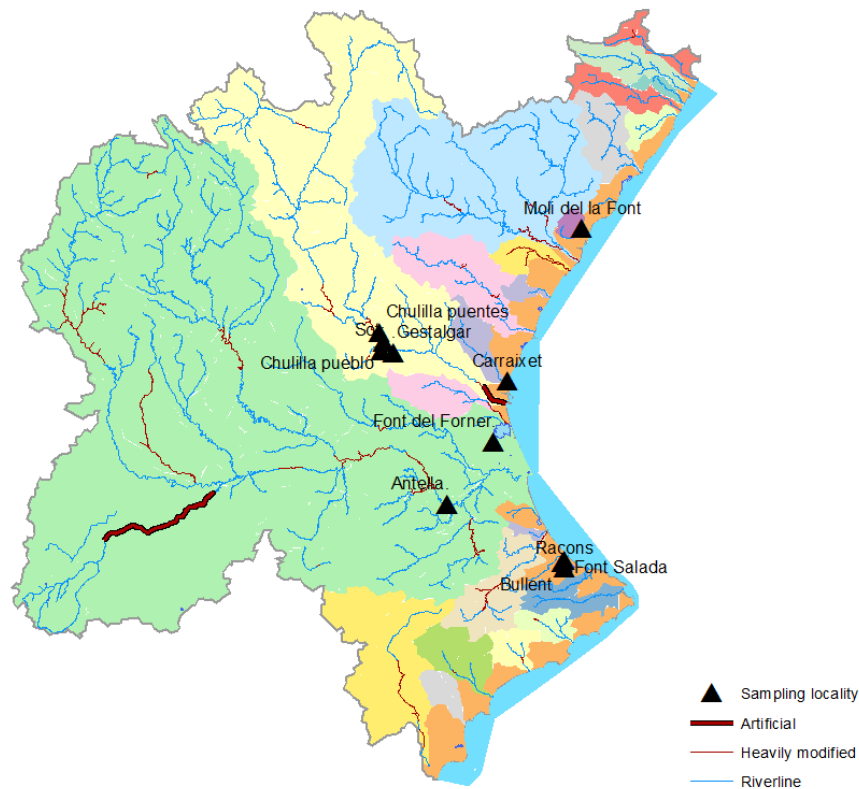 Moli del la Font
Chulilla puentes
Gestalgar
Chulilla pueblo
Carraixet
Font del Forner
Antella
Racons
Font Salada
Bullent
Sampling locality
Artificial
Heavily modified
Riverline